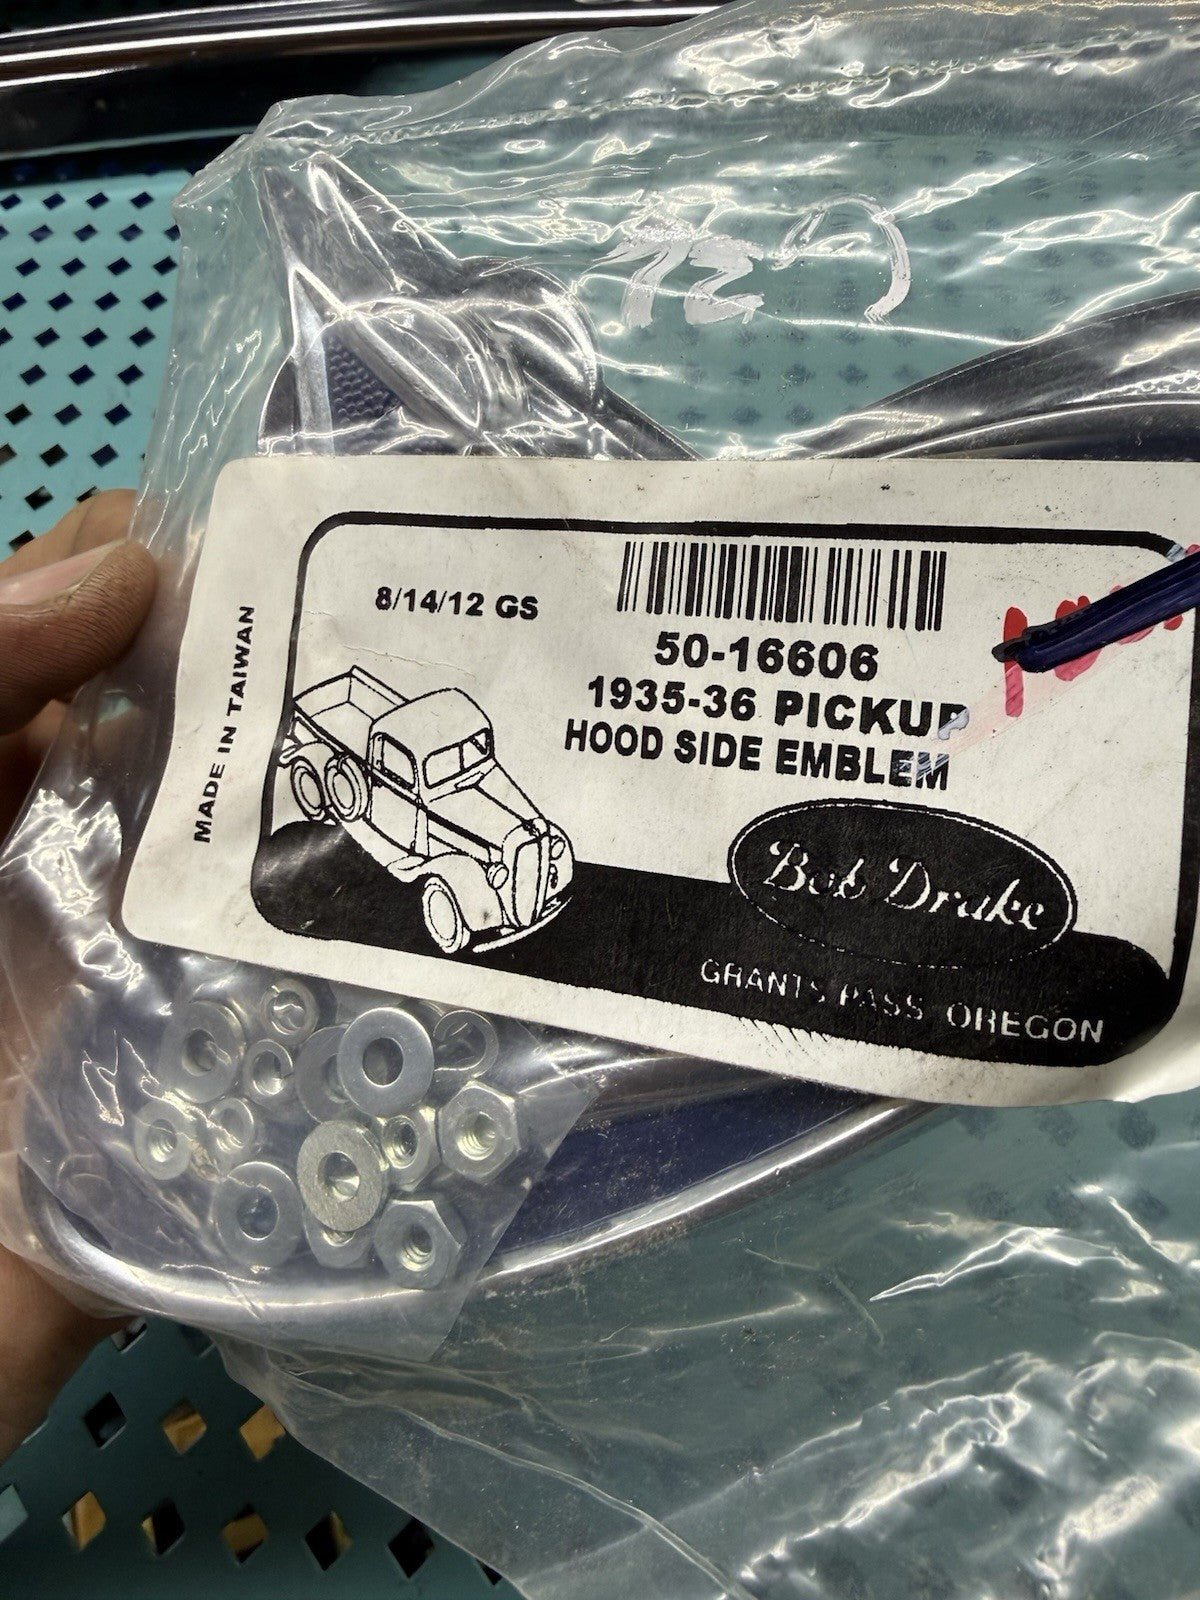 8/14/12 GS
50-16606
1935-36 PICKUP
HOOD SIDE EMBLEM
MADE IN TAIWAN
Bob Drake
GRANTS PASS OREGON